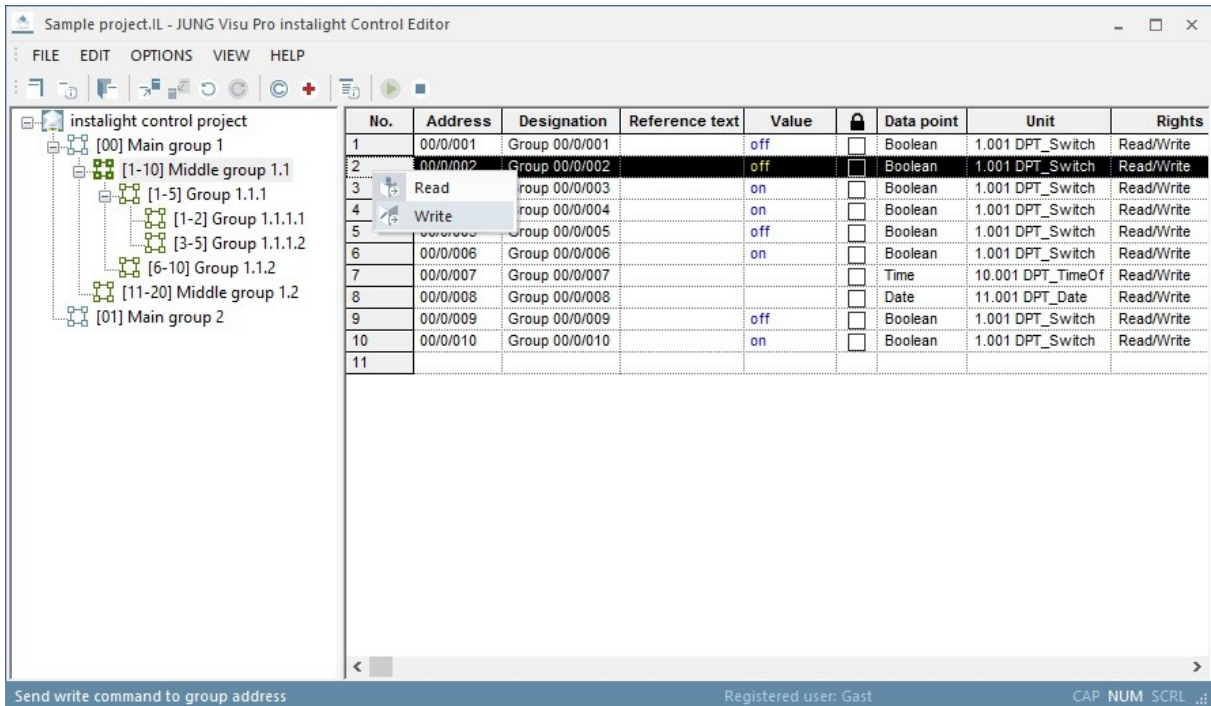 Sample project.IL - JUNG Visu Pro instalight Control Editor
FILE EDIT OPTIONS VIEW HELP
instalight control project
[00] Main group 1
[1-10] Middle group 1.1
[1-5] Group 1.1.1
[1-2] Group 1.1.1.1
[3-5] Group 1.1.1.2
[6-10] Group 1.1.2
[11-20] Middle group 1.2
[01] Main group 2
No. Address Designation Reference text Value Data point Unit Rights
1 00/0/001 Group 00/0/001 off Boolean 1.001 DPT_Switch Read/Write
2 00/0/002 Group 00/0/002 off Boolean 1.001 DPT_Switch Read/Write
3 Group 00/0/003 on Boolean 1.001 DPT_Switch Read/Write
4 Group 00/0/004 on Boolean 1.001 DPT_Switch Read/Write
5 00/0/005 Group 00/0/005 off Boolean 1.001 DPT_Switch Read/Write
6 00/0/006 Group 00/0/006 on Boolean 1.001 DPT_Switch Read/Write
7 00/0/007 Group 00/0/007 Time 10.001 DPT_TimeOf Read/Write
8 00/0/008 Group 00/0/008 Date 11.001 DPT_Date Read/Write
9 00/0/009 Group 00/0/009 off Boolean 1.001 DPT_Switch Read/Write
10 00/0/010 Group 00/0/010 on Boolean 1.001 DPT_Switch Read/Write
11
Read
Write
Send write command to group address Registered user: Gast CAP NUM SCRL